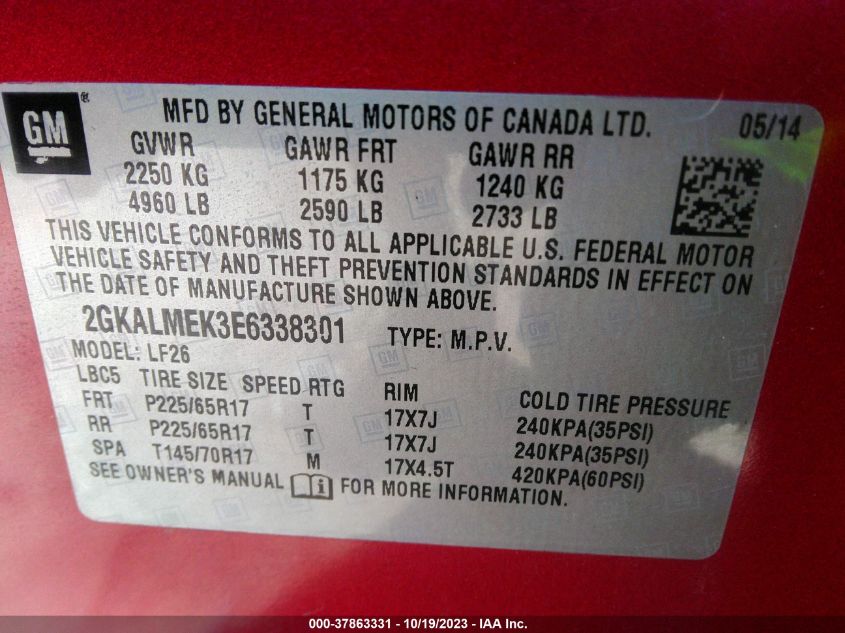 GM®
MFD BY GENERAL MOTORS OF CANADA LTD. 05/14
GVWR GAWR FRT GAWR RR
2250 KG 1175 KG 1240 KG
4960 LB 2590 LB 2733 LB
THIS VEHICLE CONFORMS TO ALL APPLICABLE U.S. FEDERAL MOTOR
VEHICLE SAFETY AND THEFT PREVENTION STANDARDS IN EFFECT ON
THE DATE OF MANUFACTURE SHOWN ABOVE.
2GKALMEK3E6338301 TYPE: M.P.V.
MODEL: LF26
LBC5 TIRE SIZE SPEED RTG RIM COLD TIRE PRESSURE
FRT P225/65R17 T 17X7J 240KPA(35PSI)
RR P225/65R17 T 17X7J 240KPA(35PSI)
SPA T145/70R17 M 17X4.5T 420KPA(60PSI)
SEE OWNER'S MANUAL FOR MORE INFORMATION.
000-37863331 - 10/19/2023 - IAA Inc.